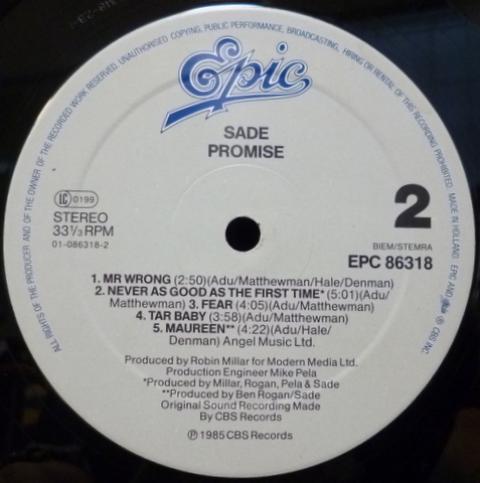 ALL RIGHTS OF THE PRODUCER AND OF THE OWNER OF THE RECORDED WORK RESERVED. UNAUTHORISED COPYING, PUBLIC PERFORMANCE, BROADCASTING, HIRING OR RENTAL OF THIS RECORDING PROHIBITED. MADE IN HOLLAND EPIC AND
℗ CBS INC.
Epic
SADE
PROMISE
LC 0199
STEREO
33⅓ RPM
01-086318-2
2
BIEM/STEMRA
EPC 86318
1. MR WRONG (2:50)(Adu/Matthewman/Hale/Denman)
2. NEVER AS GOOD AS THE FIRST TIME* (5:01)(Adu/
Matthewman) 3. FEAR (4:05)(Adu/Matthewman)
4. TAR BABY (3:58)(Adu/Matthewman)
5. MAUREEN** (4:22)(Adu/Hale/
Denman) Angel Music Ltd.
Produced by Robin Millar for Modern Media Ltd.
Production Engineer Mike Pela
*Produced by Millar, Rogan, Pela & Sade
**Produced by Ben Rogan/Sade
Original Sound Recording Made
By CBS Records
℗ 1985 CBS Records